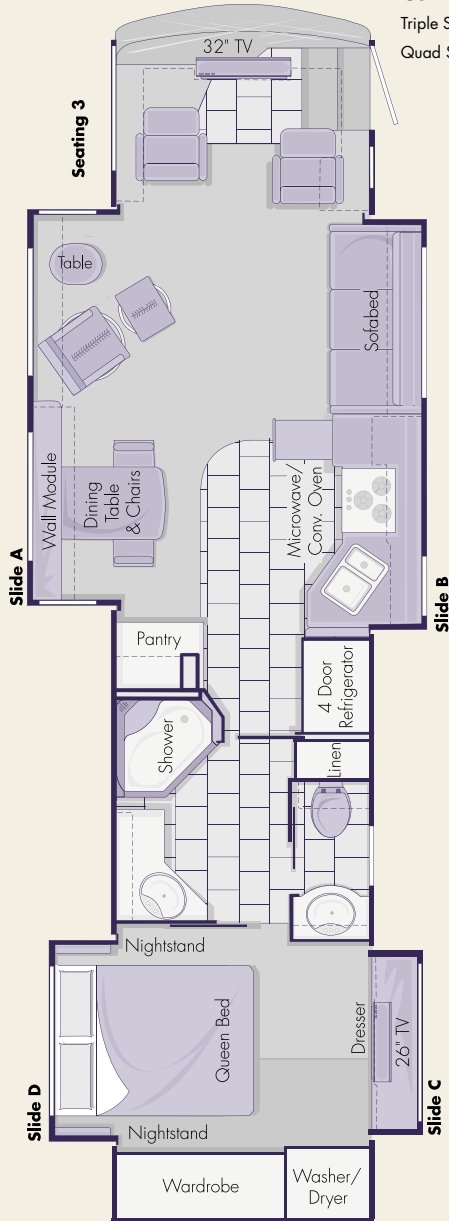 Triple S
Quad S
32" TV
Seating 3
Table
Sofabed
Wall Module
Dining
Table
& Chairs
Microwave/
Conv. Oven
Slide A
Slide B
Pantry
4 Door
Refrigerator
Shower
Linen
Nightstand
Queen Bed
Dresser
26" TV
Slide D
Slide C
Nightstand
Wardrobe
Washer/
Dryer